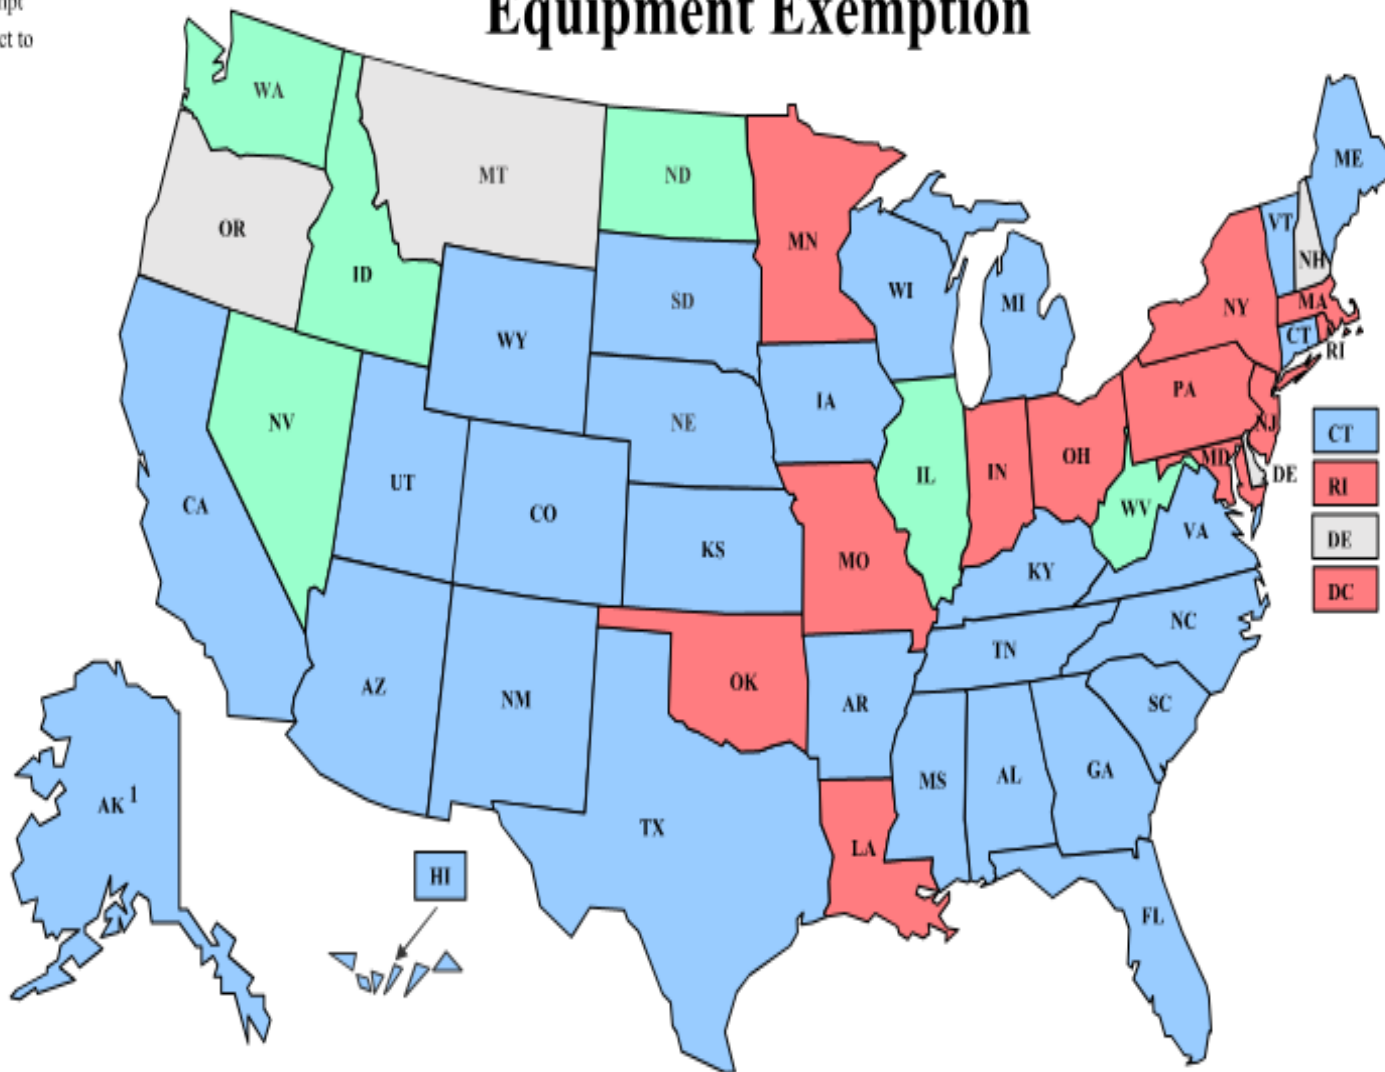 Equipment Exemption
ct to
WA
MT
ND
MN
ME
OR
ID
SD
WI
MI
VT
NH
WY
NY
MA
CT
RI
IA
PA
NV
NE
NJ
UT
CO
IL
IN
OH
MD
DE
CA
WV
VA
KS
MO
KY
NC
TN
AZ
NM
OK
AR
SC
MS
AL
GA
AK 1
TX
LA
HI
FL
CT
RI
DE
DC